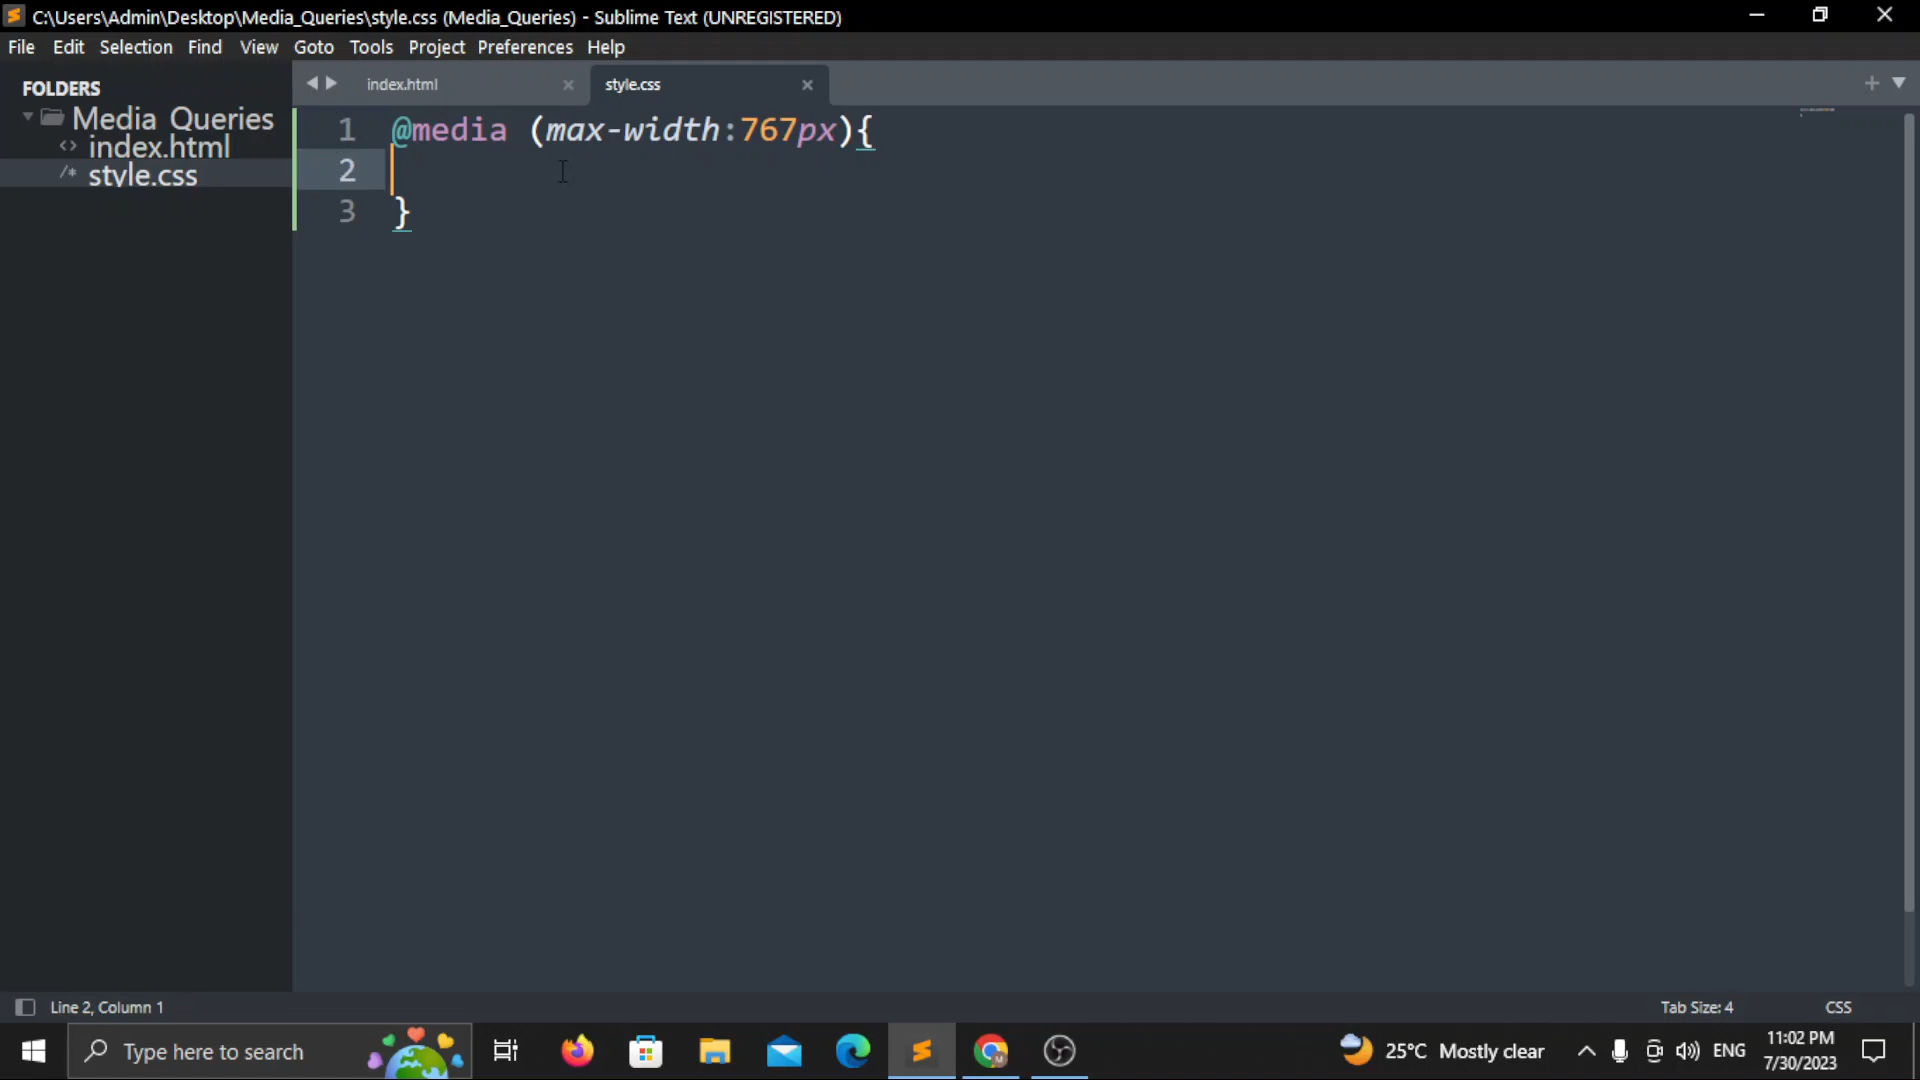 C:\Users\Admin\Desktop\Media_Queries\style.css (Media_Queries) - Sublime Text (UNREGISTERED)
File Edit Selection Find View Goto Tools Project Preferences Help
FOLDERS
index.html
style.css
Media_Queries
index.html
style.css
1 @media (max-width:767px){
2
3 }
Line 2, Column 1
Tab Size: 4
CSS
Type here to search
25°C Mostly clear
ENG
11:02 PM
7/30/2023